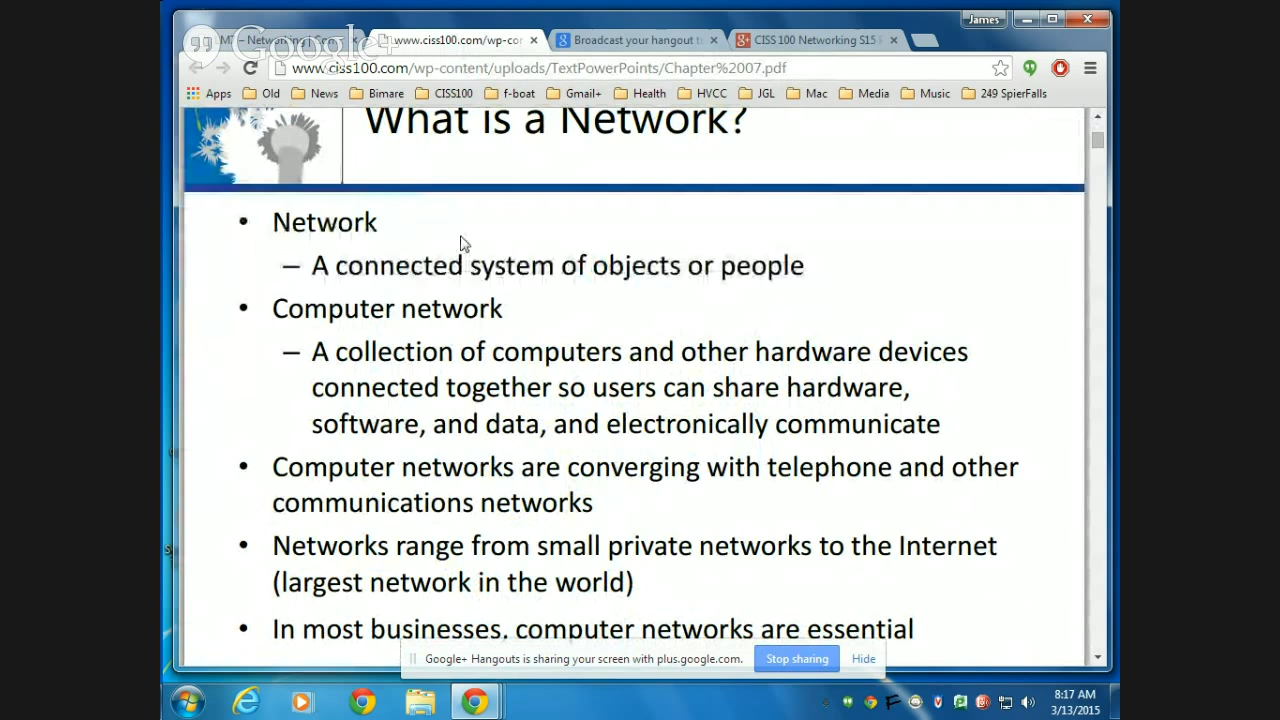 James
Google+
www.ciss100.com/wp-co
Broadcast your hangout t
CISS 100 Networking S15
www.ciss100.com/wp-content/uploads/TextPowerPoints/Chapter%2007.pdf
Apps Old News Bimare CISS100 f-boat Gmail+ Health HVCC JGL Mac Media Music 249 SpierFalls
What is a Network?
• Network
– A connected system of objects or people
• Computer network
– A collection of computers and other hardware devices
connected together so users can share hardware,
software, and data, and electronically communicate
• Computer networks are converging with telephone and other
communications networks
• Networks range from small private networks to the Internet
(largest network in the world)
• In most businesses, computer networks are essential
Google+ Hangouts is sharing your screen with plus.google.com. Stop sharing Hide
8:17 AM
3/13/2015